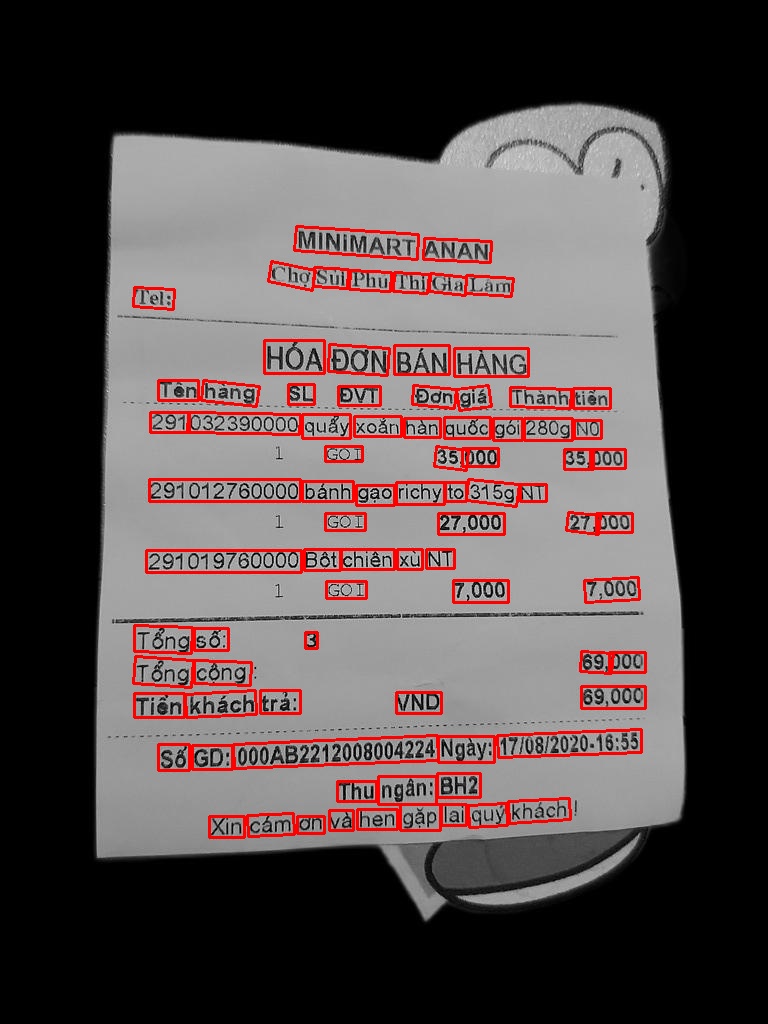 MINiMART ANAN
Chợ Sủi Phú Thị Gia Lâm
Tel:
HÓA ĐƠN BÁN HÀNG
Tên hàng SL ĐVT Đơn giá Thành tiền
291032390000 quẩy xoắn hàn quốc gói 280g N0
1 GOI 35,000 35,000
291012760000 bánh gạo richy to 315g NT
1 GOI 27,000 27,000
291019760000 Bột chiên xù NT
1 GOI 7,000 7,000
Tổng số: 3
Tổng cộng : 69,000
Tiền khách trả: VND 69,000
Số GD: 000AB2212008004224 Ngày: 17/08/2020-16:55
Thu ngân: BH2
Xin cám ơn và hẹn gặp lại quý khách !